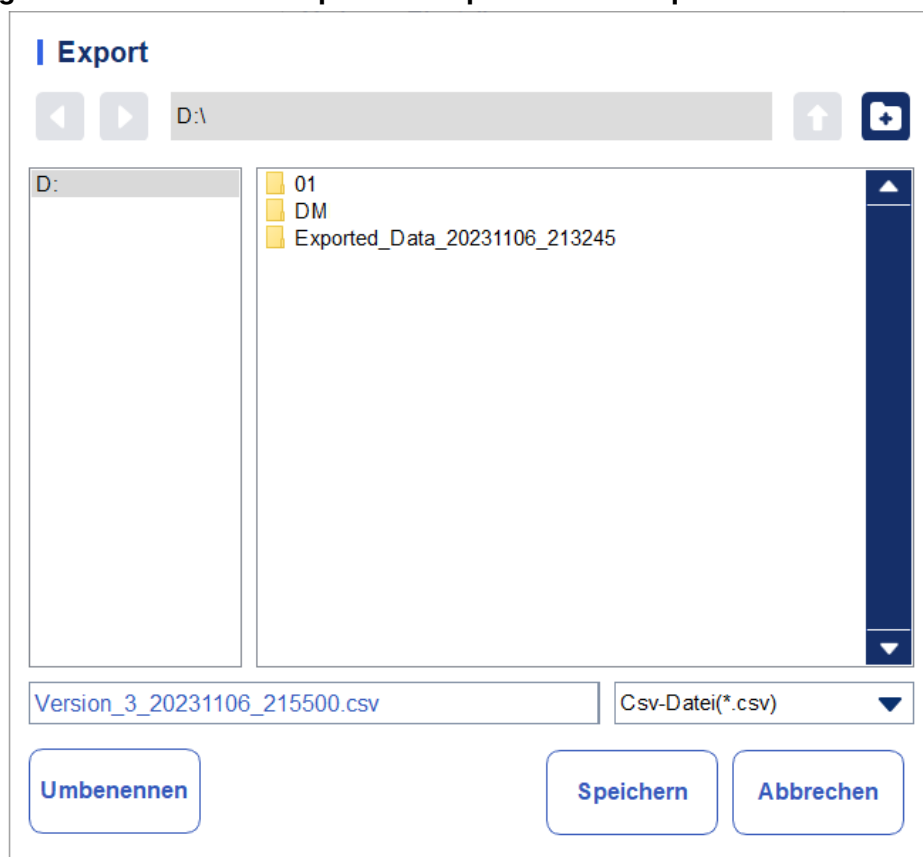 Export
D:\
D:
01
DM
Exported_Data_20231106_213245
Version_3_20231106_215500.csv
Csv-Datei(*.csv)
Umbenennen
Speichern
Abbrechen